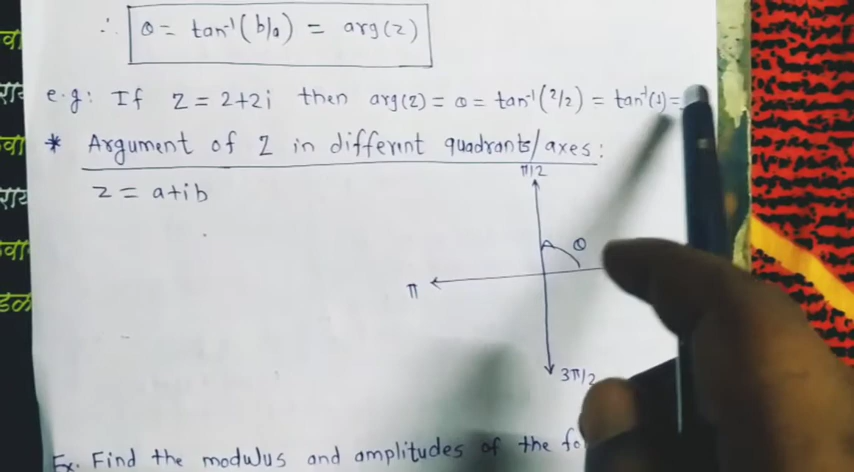 ∴ θ = tan⁻¹(b/a) = arg(z)
e.g: If z = 2+2i then arg(z) = θ = tan⁻¹(2/2) = tan⁻¹(1) =
* Argument of Z in different quadrants/axes:
π/2
z = a+ib
θ
π
3π/2
Ex. Find the modulus and amplitudes of the